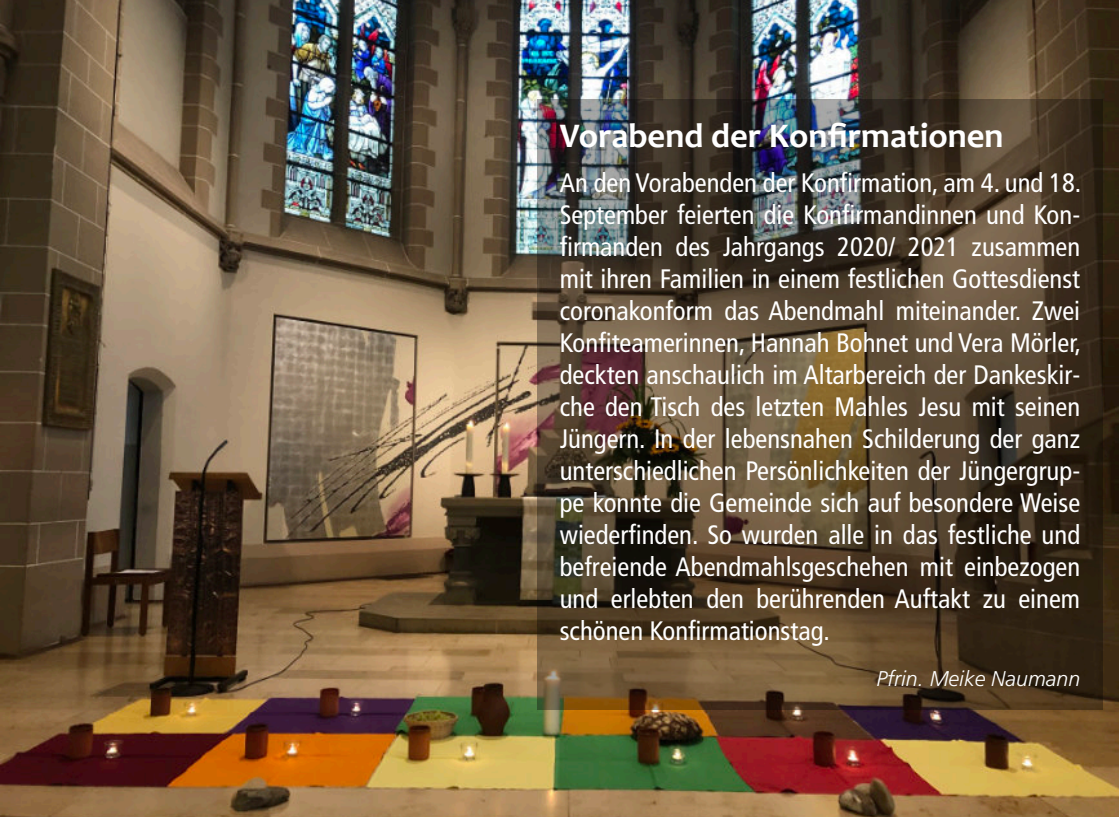 Vorabend der Konfirmationen
An den Vorabenden der Konfirmation, am 4. und 18.
September feierten die Konfirmandinnen und Kon-
firmanden des Jahrgangs 2020/ 2021 zusammen
mit ihren Familien in einem festlichen Gottesdienst
coronakonform das Abendmahl miteinander. Zwei
Konfiteamerinnen, Hannah Bohnet und Vera Mörler,
deckten anschaulich im Altarbereich der Dankeskir-
che den Tisch des letzten Mahles Jesu mit seinen
Jüngern. In der lebensnahen Schilderung der ganz
unterschiedlichen Persönlichkeiten der Jüngergrup-
pe konnte die Gemeinde sich auf besondere Weise
wiederfinden. So wurden alle in das festliche und
befreiende Abendmahlsgeschehen mit einbezogen
und erlebten den berührenden Auftakt zu einem
schönen Konfirmationstag.
Pfrin. Meike Naumann